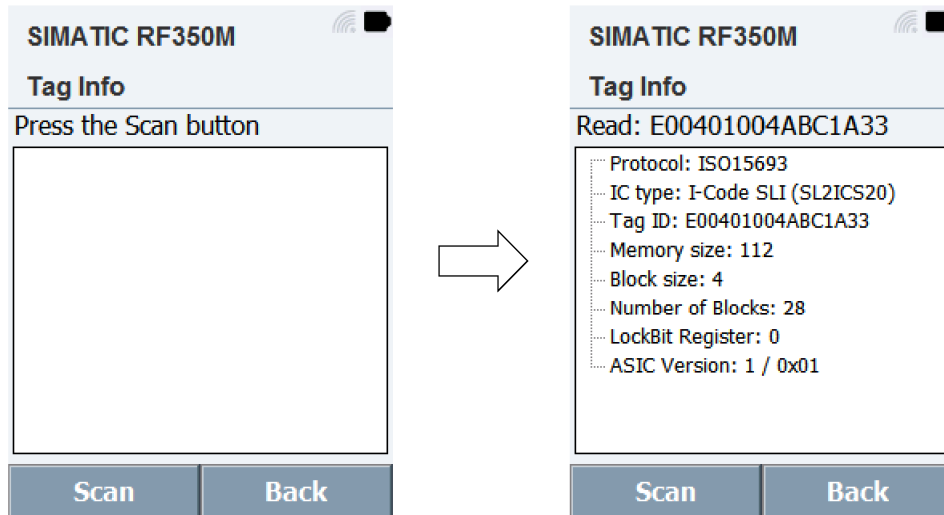 SIMATIC RF350M
Tag Info
Press the Scan button
Scan
Back
SIMATIC RF350M
Tag Info
Read: E00401004ABC1A33
Protocol: ISO15693
IC type: I-Code SLI (SL2ICS20)
Tag ID: E00401004ABC1A33
Memory size: 112
Block size: 4
Number of Blocks: 28
LockBit Register: 0
ASIC Version: 1 / 0x01
Scan
Back